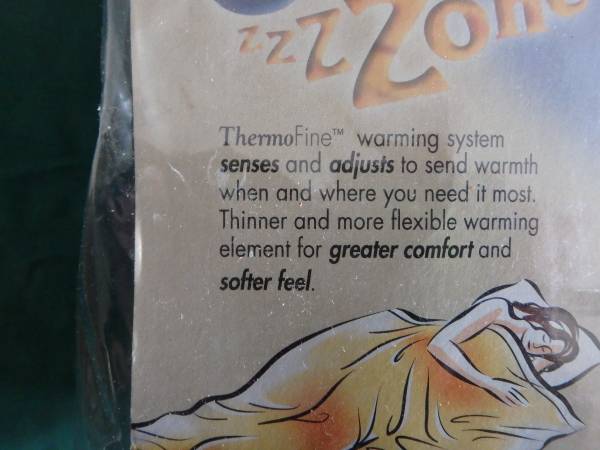 zzzZone
ThermoFine™ warming system
senses and adjusts to send warmth
when and where you need it most.
Thinner and more flexible warming
element for greater comfort and
softer feel.